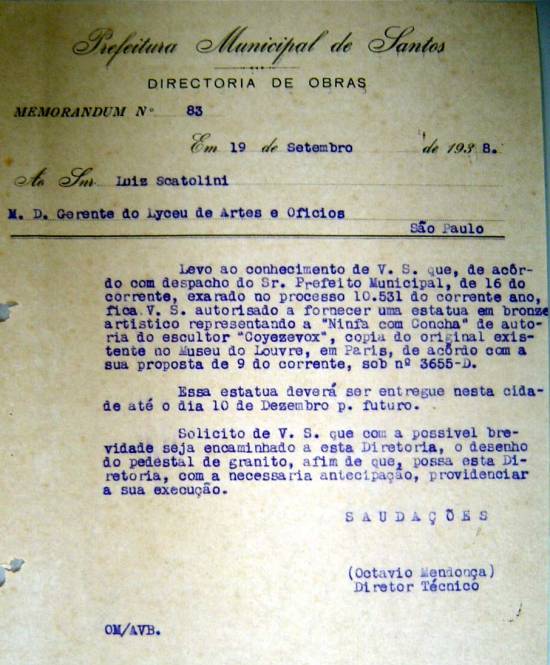 Prefeitura Municipal de Santos
DIRECTORIA DE OBRAS
MEMORANDUM Nº 83
Em 19 de Setembro de 1938.
Ao Snr Luiz Scatolini
M. D. Gerente do Lyceu de Artes e Oficios
São Paulo
Levo ao conhecimento de V. S. que, de acôr-
do com despacho do Sr. Prefeito Municipal, de 16 do
corrente, exarado no processo 10.531 do corrente ano,
fica V. S. autorisado a fornecer uma estatua em bronze
artistico representando a "Ninfa com Concha" de auto-
ria do escultor "Coyezevox", copia do original exis-
tente no Museu do Louvre, em Paris, de acôrdo com a
sua proposta de 9 do corrente, sob nº 3655-D.
Essa estatua deverá ser entregue nesta cida-
de até o dia 10 de Dezembro p. futuro.
Solicito de V. S. que com a possivel bre-
vidade seja encaminhado a esta Diretoria, o desenho
do pedestal de granito, afim de que, possa esta Di-
retoria, com a necessaria antecipação, providenciar
a sua execução.
SAUDAÇÕES
(Octavio Mendonça)
Diretor Técnico
OM/AVB.